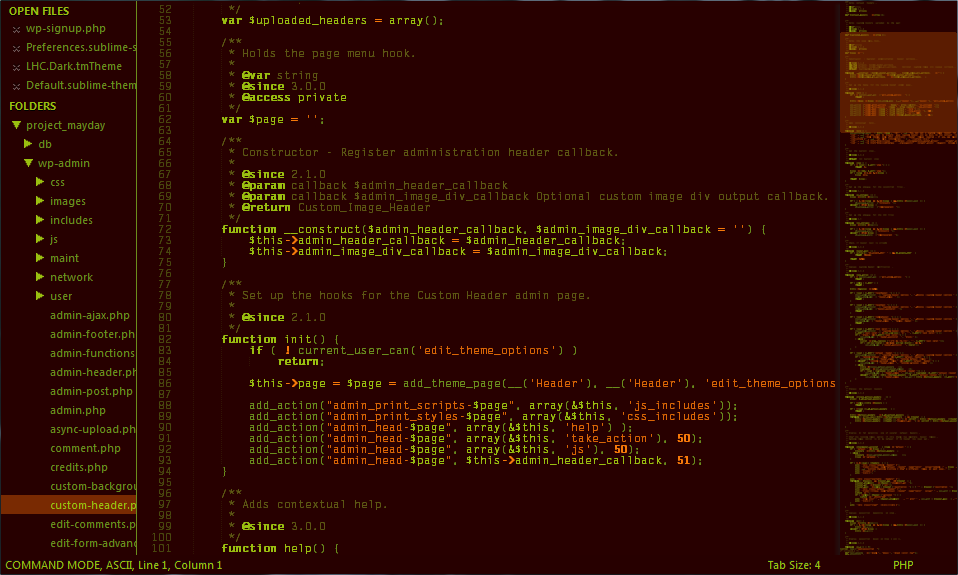 OPEN FILES
wp-signup.php
Preferences.sublime-s
LHC.Dark.tmTheme
Default.sublime-them
FOLDERS
project_mayday
db
wp-admin
css
images
includes
js
maint
network
user
admin-ajax.php
admin-footer.ph
admin-functions
admin-header.ph
admin-post.php
admin.php
async-upload.ph
comment.php
credits.php
custom-backgrou
custom-header.p
edit-comments.p
edit-form-advan
52 */
53 var $uploaded_headers = array();
54
55 /**
56 * Holds the page menu hook.
57 *
58 * @var string
59 * @since 3.0.0
60 * @access private
61 */
62 var $page = '';
63
64 /**
65 * Constructor - Register administration header callback.
66 *
67 * @since 2.1.0
68 * @param callback $admin_header_callback
69 * @param callback $admin_image_div_callback Optional custom image div output callback.
70 * @return Custom_Image_Header
71 */
72 function __construct($admin_header_callback, $admin_image_div_callback = '') {
73 $this->admin_header_callback = $admin_header_callback;
74 $this->admin_image_div_callback = $admin_image_div_callback;
75 }
76
77 /**
78 * Set up the hooks for the Custom Header admin page.
79 *
80 * @since 2.1.0
81 */
82 function init() {
83 if ( ! current_user_can('edit_theme_options') )
84 return;
85
86 $this->page = $page = add_theme_page(__('Header'), __('Header'), 'edit_theme_options
87
88 add_action("admin_print_scripts-$page", array(&$this, 'js_includes'));
89 add_action("admin_print_styles-$page", array(&$this, 'css_includes'));
90 add_action("admin_head-$page", array(&$this, 'help') );
91 add_action("admin_head-$page", array(&$this, 'take_action'), 50);
92 add_action("admin_head-$page", array(&$this, 'js'), 50);
93 add_action("admin_head-$page", $this->admin_header_callback, 51);
94 }
95
96 /**
97 * Adds contextual help.
98 *
99 * @since 3.0.0
100 */
101 function help() {
COMMAND MODE, ASCII, Line 1, Column 1
Tab Size: 4
PHP